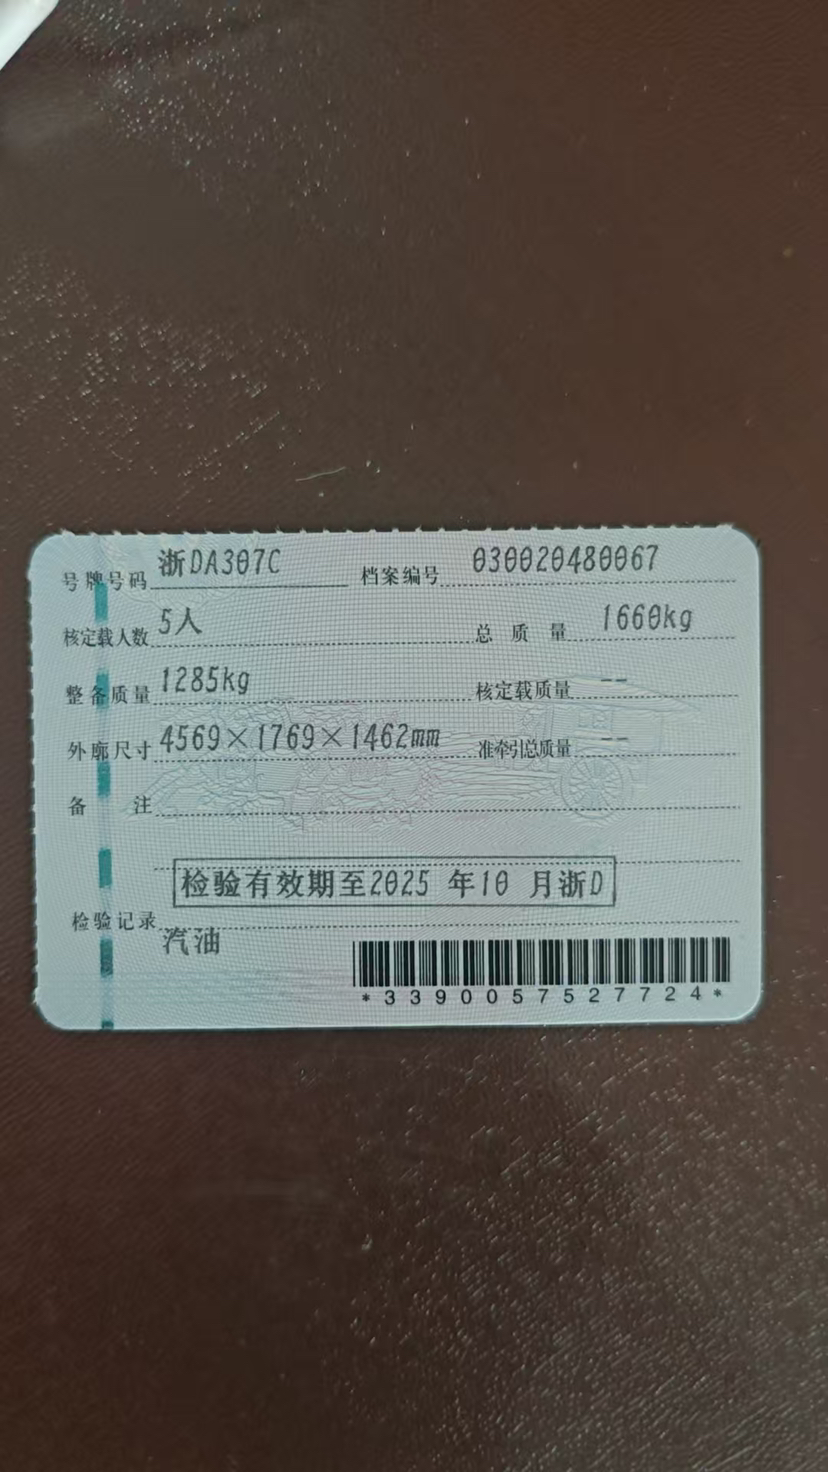 号牌号码 浙DA307C 档案编号 030020480067
核定载人数 5人 总质量 1660kg
整备质量 1285kg 核定载质量 --
外廓尺寸 4569×1769×1462mm 准牵引总质量 --
备注
检验有效期至2025 年10 月浙D
检验记录
汽油
*3390057527724*